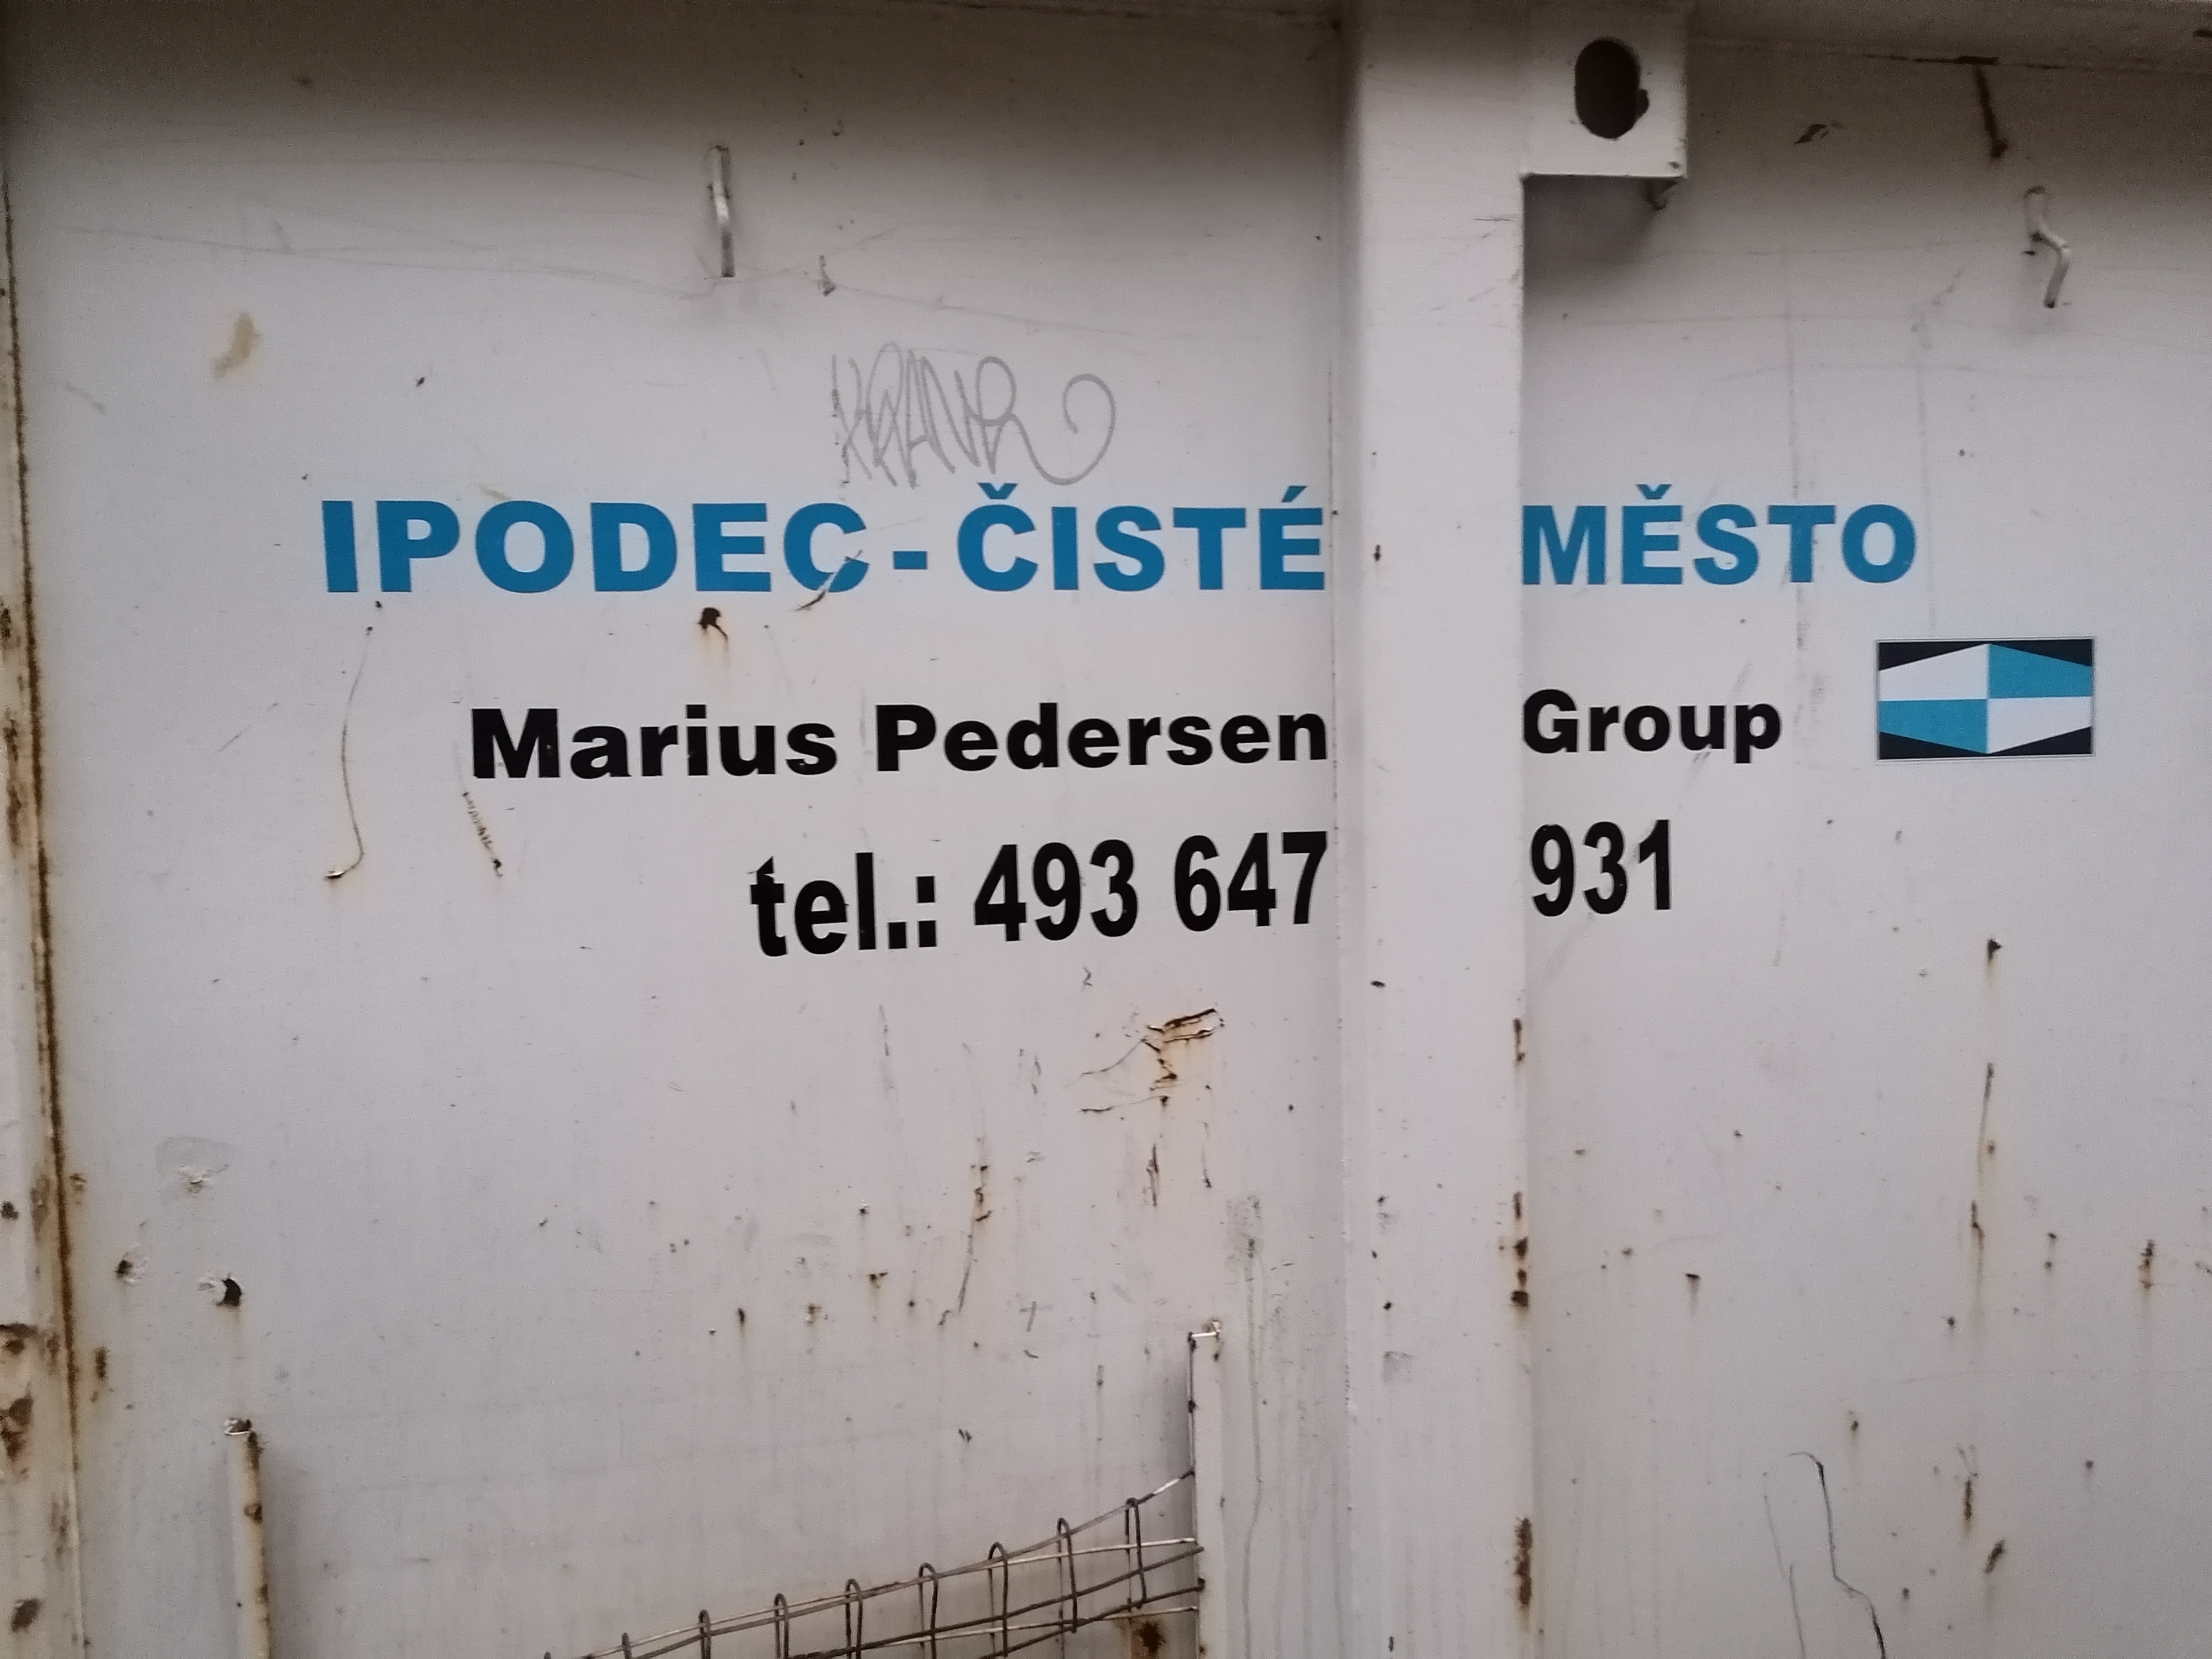 IPODEC - ČISTÉ MĚSTO
Marius Pedersen Group
tel.: 493 647 931